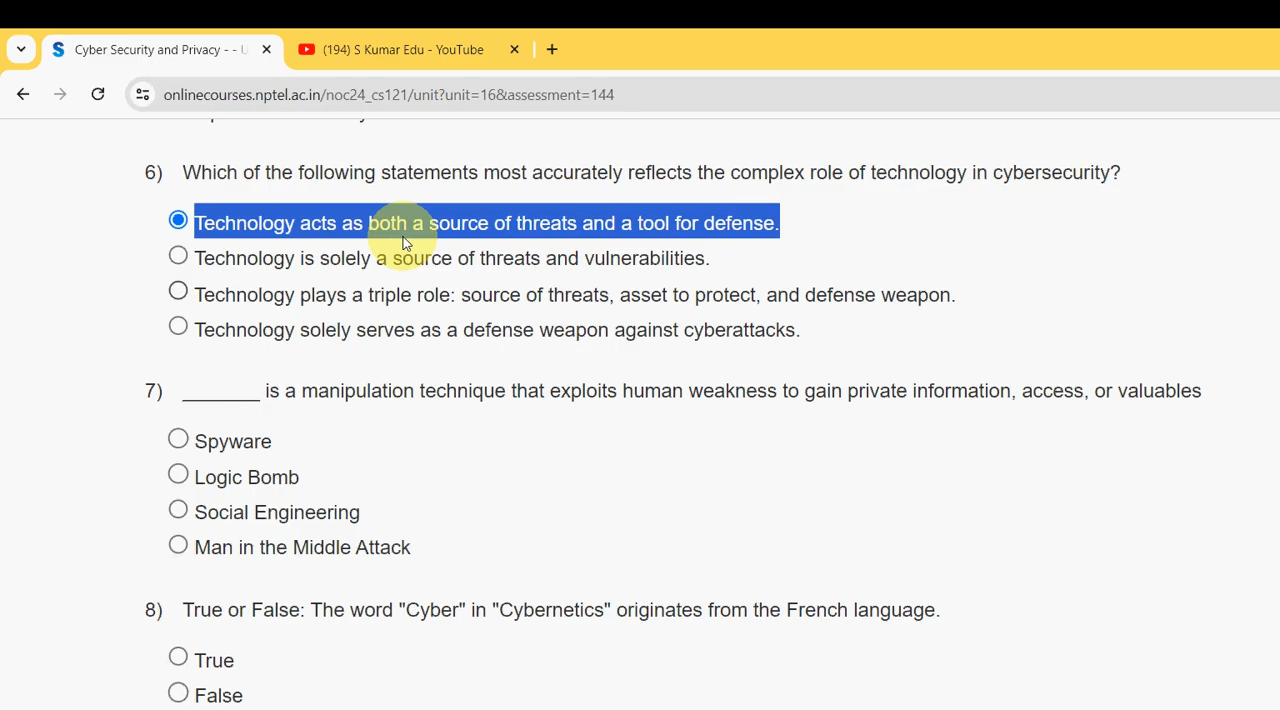 Cyber Security and Privacy - - U
(194) S Kumar Edu - YouTube
onlinecourses.nptel.ac.in/noc24_cs121/unit?unit=16&assessment=144
6) Which of the following statements most accurately reflects the complex role of technology in cybersecurity?
Technology acts as both a source of threats and a tool for defense.
Technology is solely a source of threats and vulnerabilities.
Technology plays a triple role: source of threats, asset to protect, and defense weapon.
Technology solely serves as a defense weapon against cyberattacks.
7) _______ is a manipulation technique that exploits human weakness to gain private information, access, or valuables
Spyware
Logic Bomb
Social Engineering
Man in the Middle Attack
8) True or False: The word "Cyber" in "Cybernetics" originates from the French language.
True
False